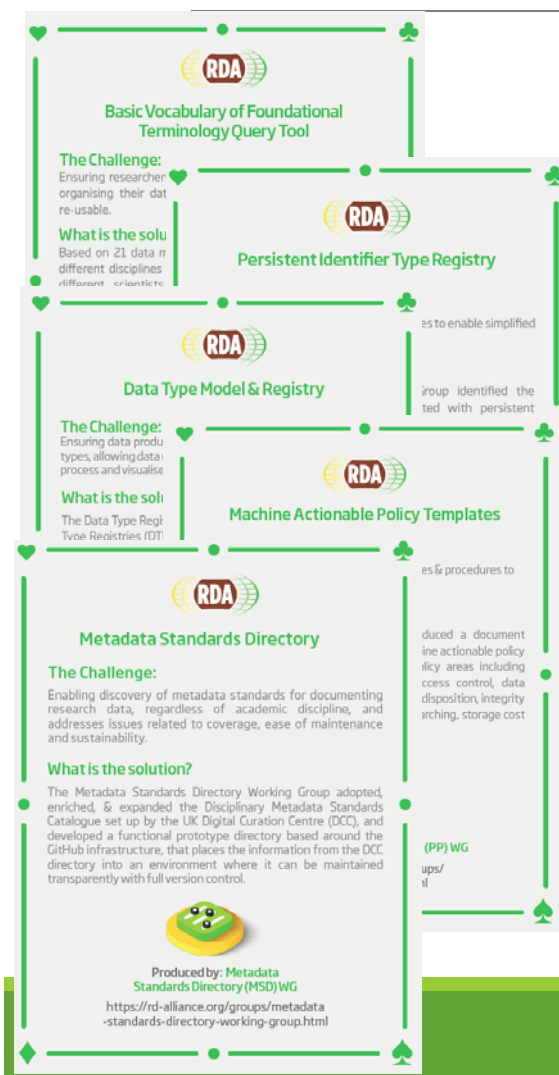 RDA
Basic Vocabulary of Foundational
Terminology Query Tool
The Challenge:
Ensuring researcher
organising their dat
re-usable.
What is the solu
Based on 21 data m
different disciplines
different scientists
RDA
Persistent Identifier Type Registry
es to enable simplified
Group identified the
ted with persistent
RDA
Data Type Model & Registry
The Challenge:
Ensuring data produ
types, allowing data
process and visualise
What is the solu
The Data Type Regi
Type Registries (DT
RDA
Machine Actionable Policy Templates
es & procedures to
duced a document
ine actionable policy
licy areas including
ccess control, data
disposition, integrity
arching, storage cost
(PP) WG
ups/
nl
RDA
Metadata Standards Directory
The Challenge:
Enabling discovery of metadata standards for documenting
research data, regardless of academic discipline, and
addresses issues related to coverage, ease of maintenance
and sustainability.
What is the solution?
The Metadata Standards Directory Working Group adopted,
enriched, & expanded the Disciplinary Metadata Standards
Catalogue set up by the UK Digital Curation Centre (DCC), and
developed a functional prototype directory based around the
GitHub infrastructure, that places the information from the DCC
directory into an environment where it can be maintained
transparently with full version control.
Produced by: Metadata
Standards Directory (MSD) WG
https://rd-alliance.org/groups/metadata
-standards-directory-working-group.html